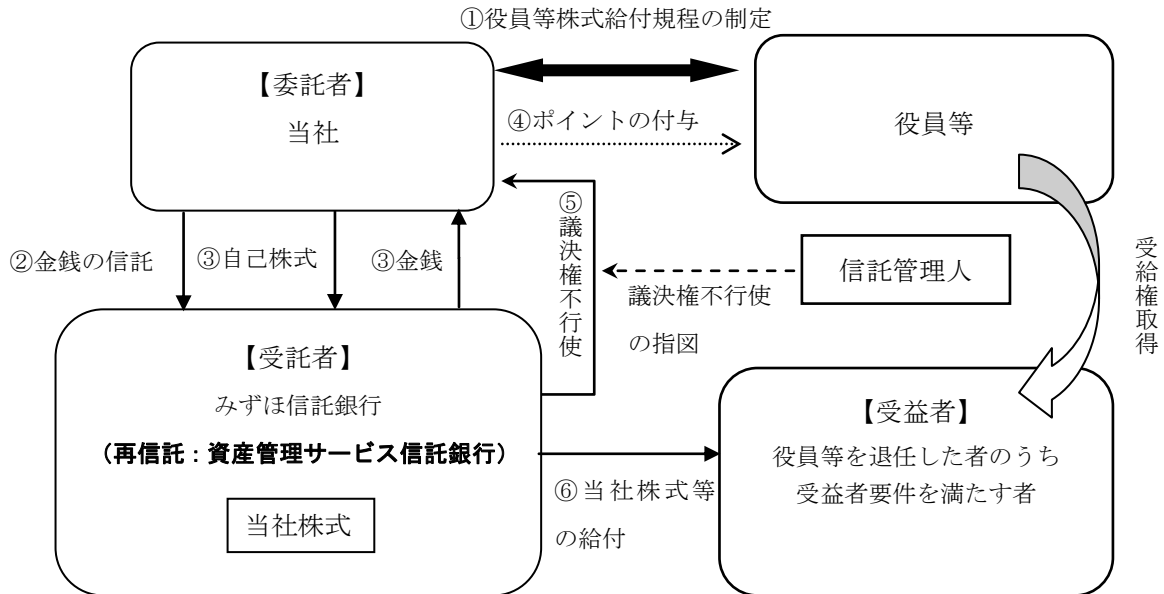 ①役員等株式給付規程の制定
【委託者】
当社
④ポイントの付与
役員等
②金銭の信託
③自己株式
③金銭
⑤議決権不行使
議決権不行使
の指図
信託管理人
受給権取得
【受託者】
みずほ信託銀行
（再信託：資産管理サービス信託銀行）
当社株式
⑥当社株式等
の給付
【受益者】
役員等を退任した者のうち
受益者要件を満たす者